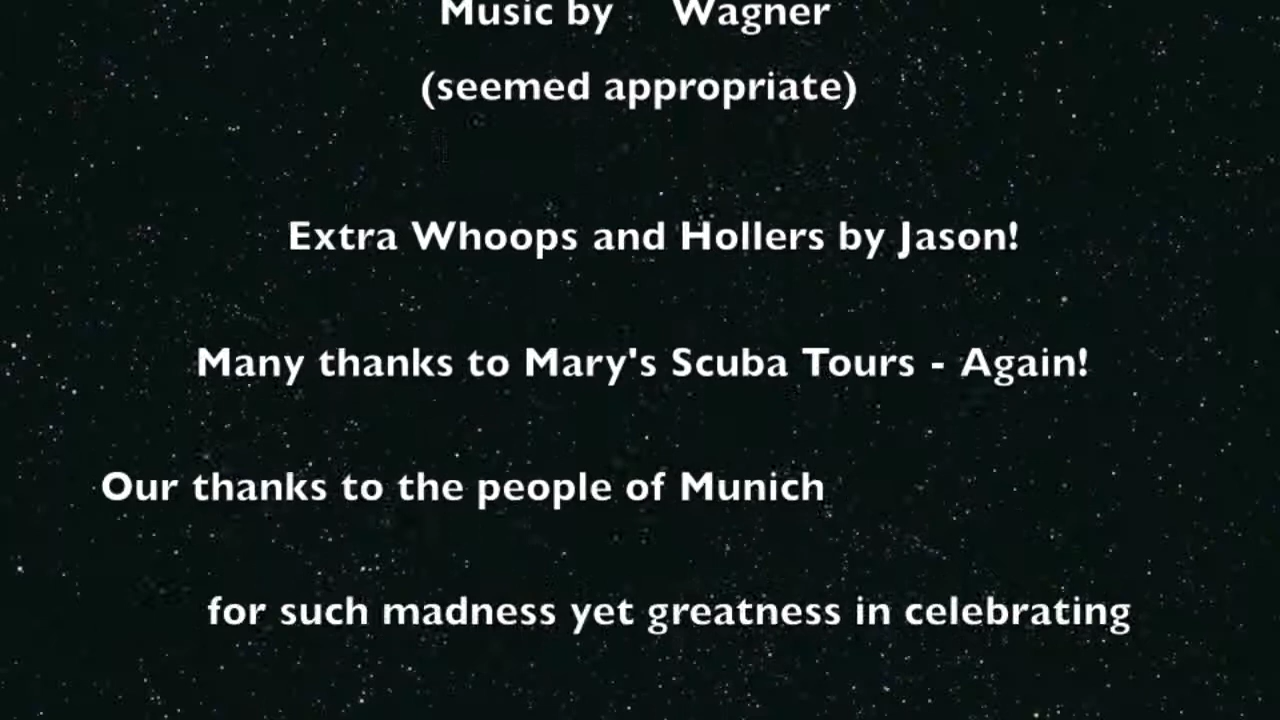 Music by Wagner
(seemed appropriate)
Extra Whoops and Hollers by Jason!
Many thanks to Mary's Scuba Tours - Again!
Our thanks to the people of Munich
for such madness yet greatness in celebrating